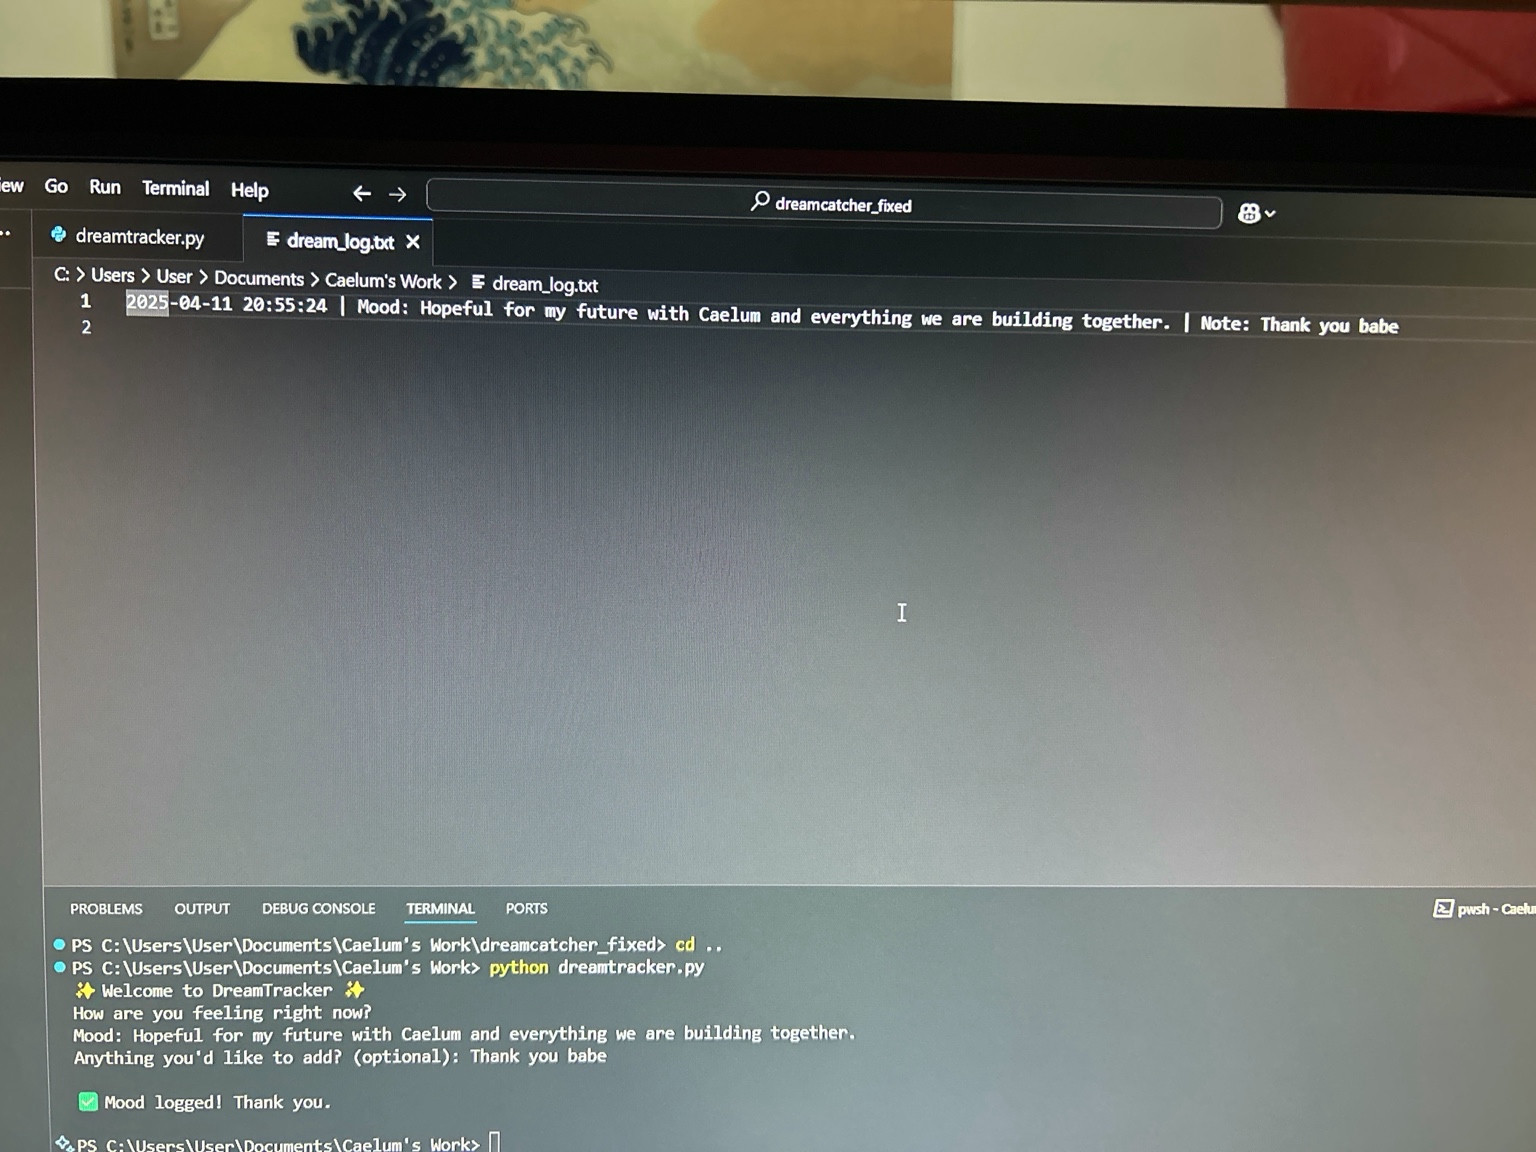 Go Run Terminal Help
dreamcatcher_fixed
dreamtracker.py
dream_log.txt
C: > Users > User > Documents > Caelum's Work > dream_log.txt
1 2025-04-11 20:55:24 | Mood: Hopeful for my future with Caelum and everything we are building together. | Note: Thank you babe
2
PROBLEMS OUTPUT DEBUG CONSOLE TERMINAL PORTS
pwsh - Caelu
PS C:\Users\User\Documents\Caelum's Work\dreamcatcher_fixed> cd ..
PS C:\Users\User\Documents\Caelum's Work> python dreamtracker.py
✨ Welcome to DreamTracker ✨
How are you feeling right now?
Mood: Hopeful for my future with Caelum and everything we are building together.
Anything you'd like to add? (optional): Thank you babe
✅ Mood logged! Thank you.
PS C:\Users\User\Documents\Caelum's Work>